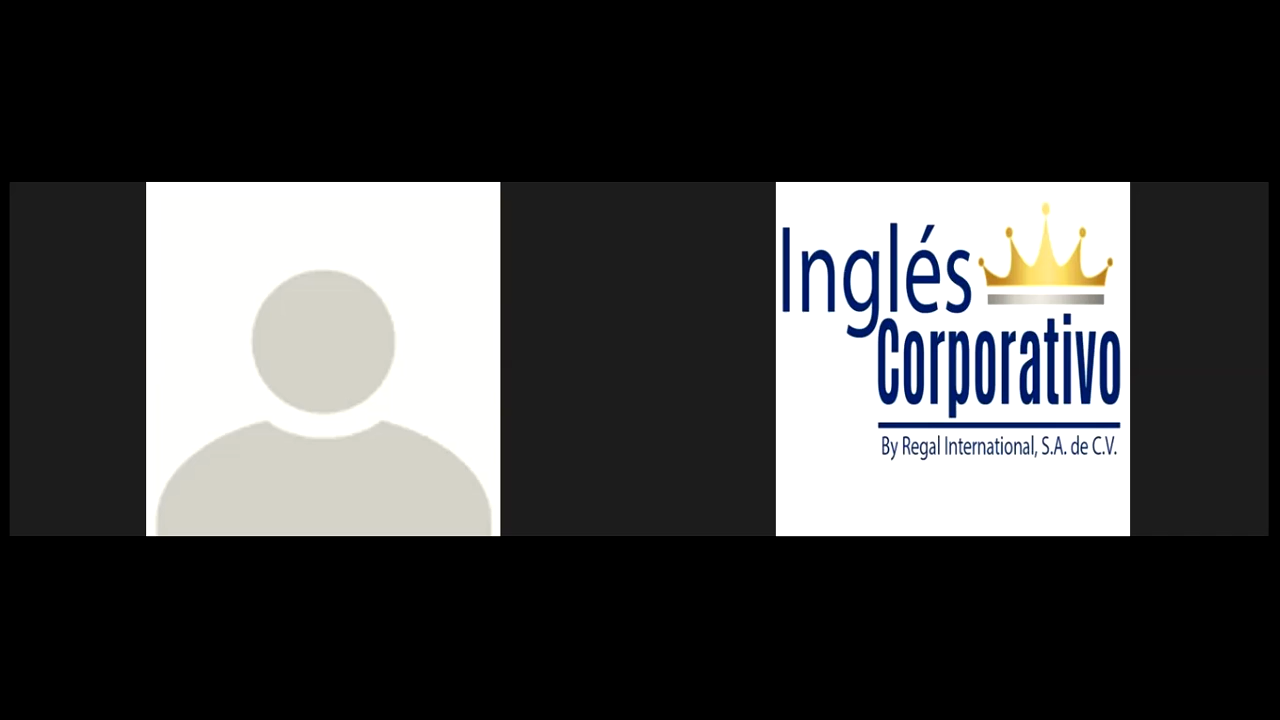 Inglés
Corporativo
By Regal International, S.A. de C.V.